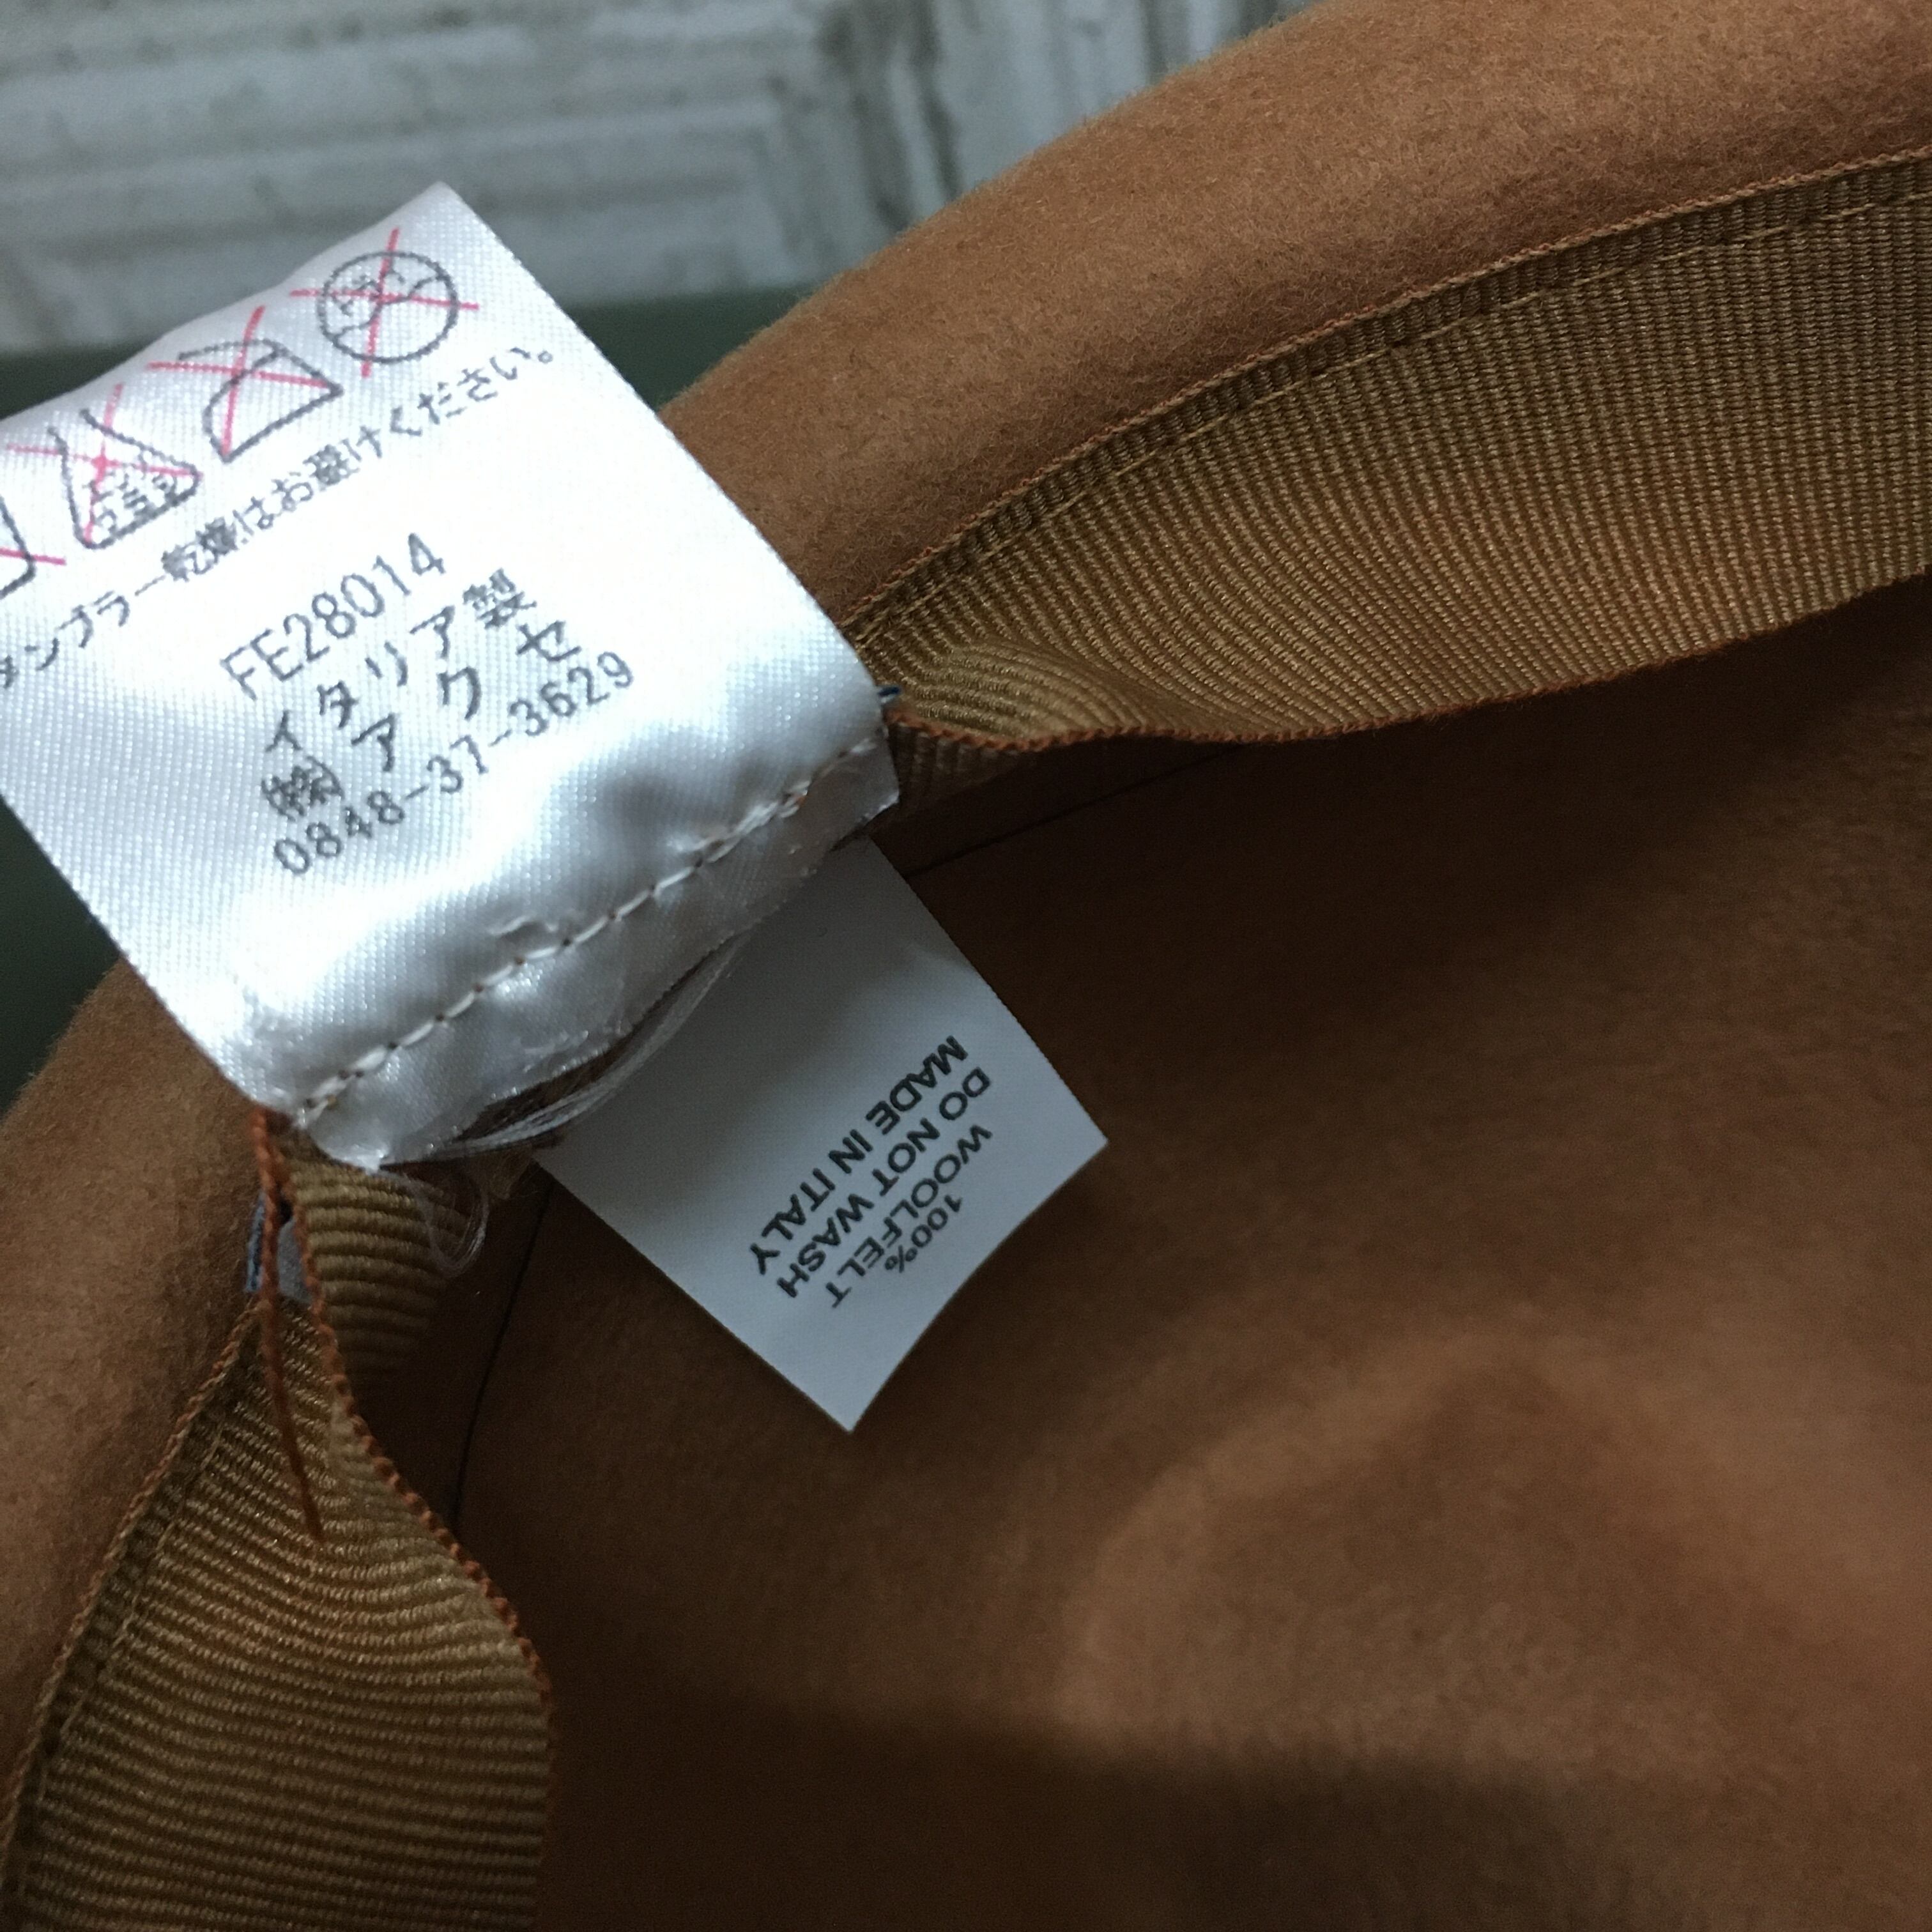 タンブラー乾燥はお避けください。
FE28014
イタリア製
㈱アクセ
0848-37-3629
100%
WOOLFELT
DO NOT WASH
MADE IN ITALY